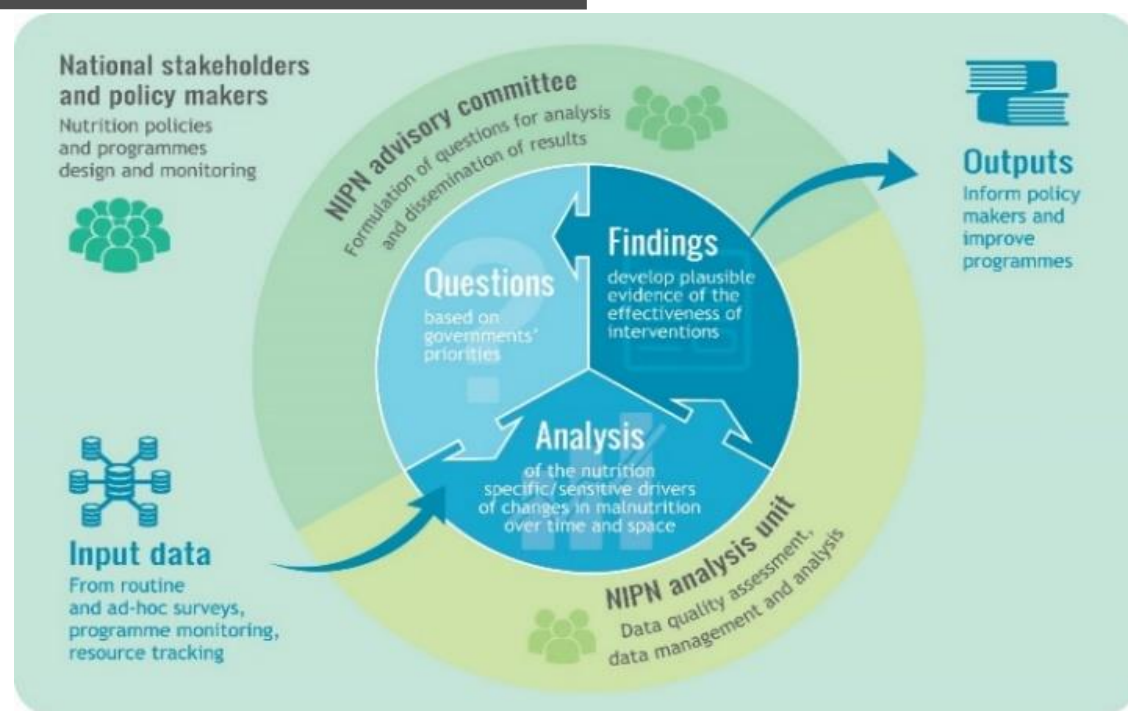 National stakeholders
and policy makers
Nutrition policies
and programmes
design and monitoring
NIPN advisory committee
Formulation of questions for analysis
and dissemination of results
Outputs
Inform policy
makers and
improve
programmes
Questions
based on
governments'
priorities
Findings
develop plausible
evidence of the
effectiveness of
interventions
Analysis
of the nutrition
specific/sensitive drivers
of changes in malnutrition
over time and space
Input data
From routine
and ad-hoc surveys,
programme monitoring,
resource tracking
NIPN analysis unit
Data quality assessment,
data management and analysis